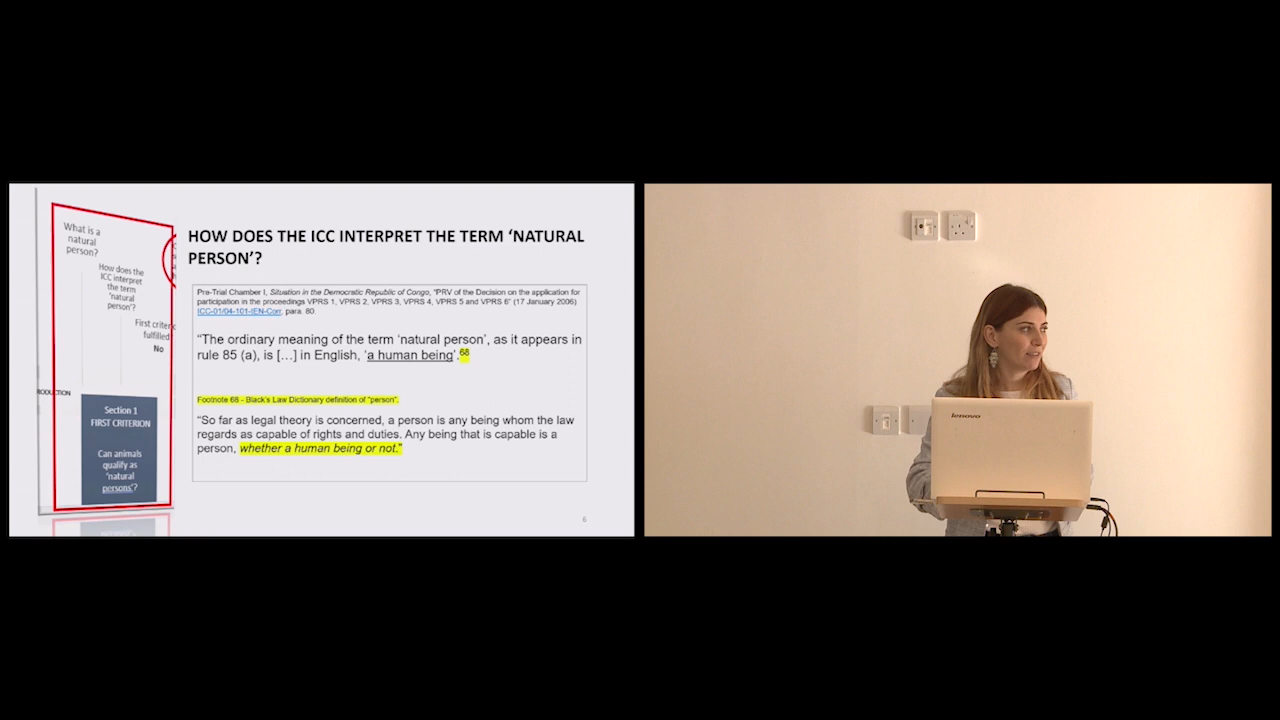 What is a
natural
person?
How does the
ICC interpret
the term
'natural
person'?
First criter
fulfilled
No
RODUCTION
Section 1
FIRST CRITERION
Can animals
qualify as
'natural
persons'?
HOW DOES THE ICC INTERPRET THE TERM ‘NATURAL
PERSON’?
Pre-Trial Chamber I, Situation in the Democratic Republic of Congo, “PRV of the Decision on the application for
participation in the proceedings VPRS 1, VPRS 2, VPRS 3, VPRS 4, VPRS 5 and VPRS 6” (17 January 2006)
ICC-01/04-101-tEN-Corr, para. 80.
“The ordinary meaning of the term ‘natural person’, as it appears in
rule 85 (a), is […] in English, ‘a human being’.68
Footnote 68 - Black’s Law Dictionary definition of “person”.
“So far as legal theory is concerned, a person is any being whom the law
regards as capable of rights and duties. Any being that is capable is a
person, whether a human being or not.”
6
lenovo